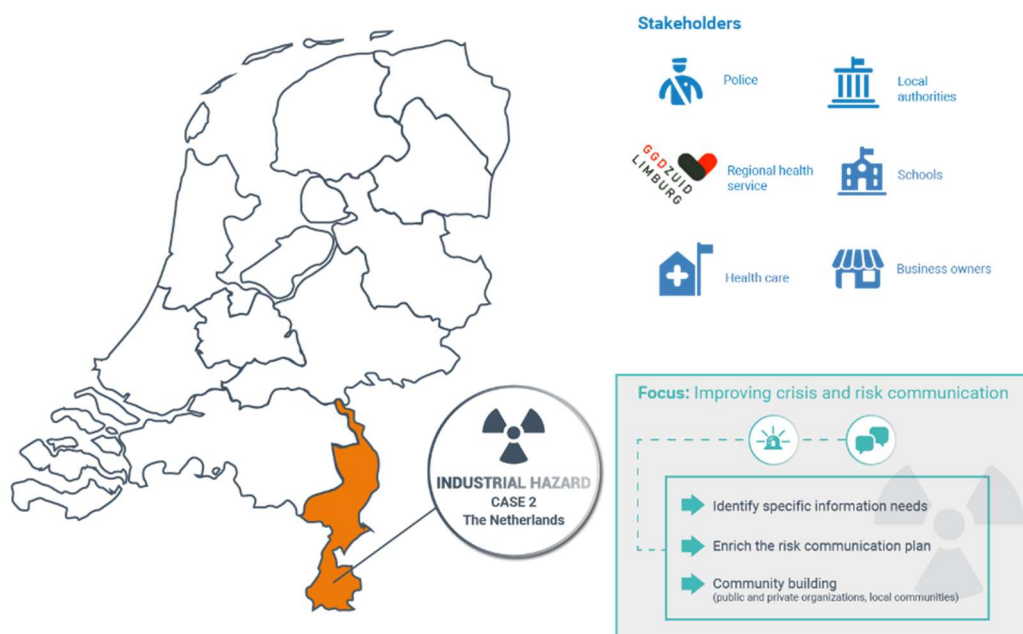 Stakeholders
Police
Local
authorities
GGDZUID
LIMBURG
Regional health
service
Schools
Health care
Business owners
INDUSTRIAL HAZARD
CASE 2
The Netherlands
Focus: Improving crisis and risk communication
Identify specific information needs
Enrich the risk communication plan
Community building
(public and private organizations, local communities)